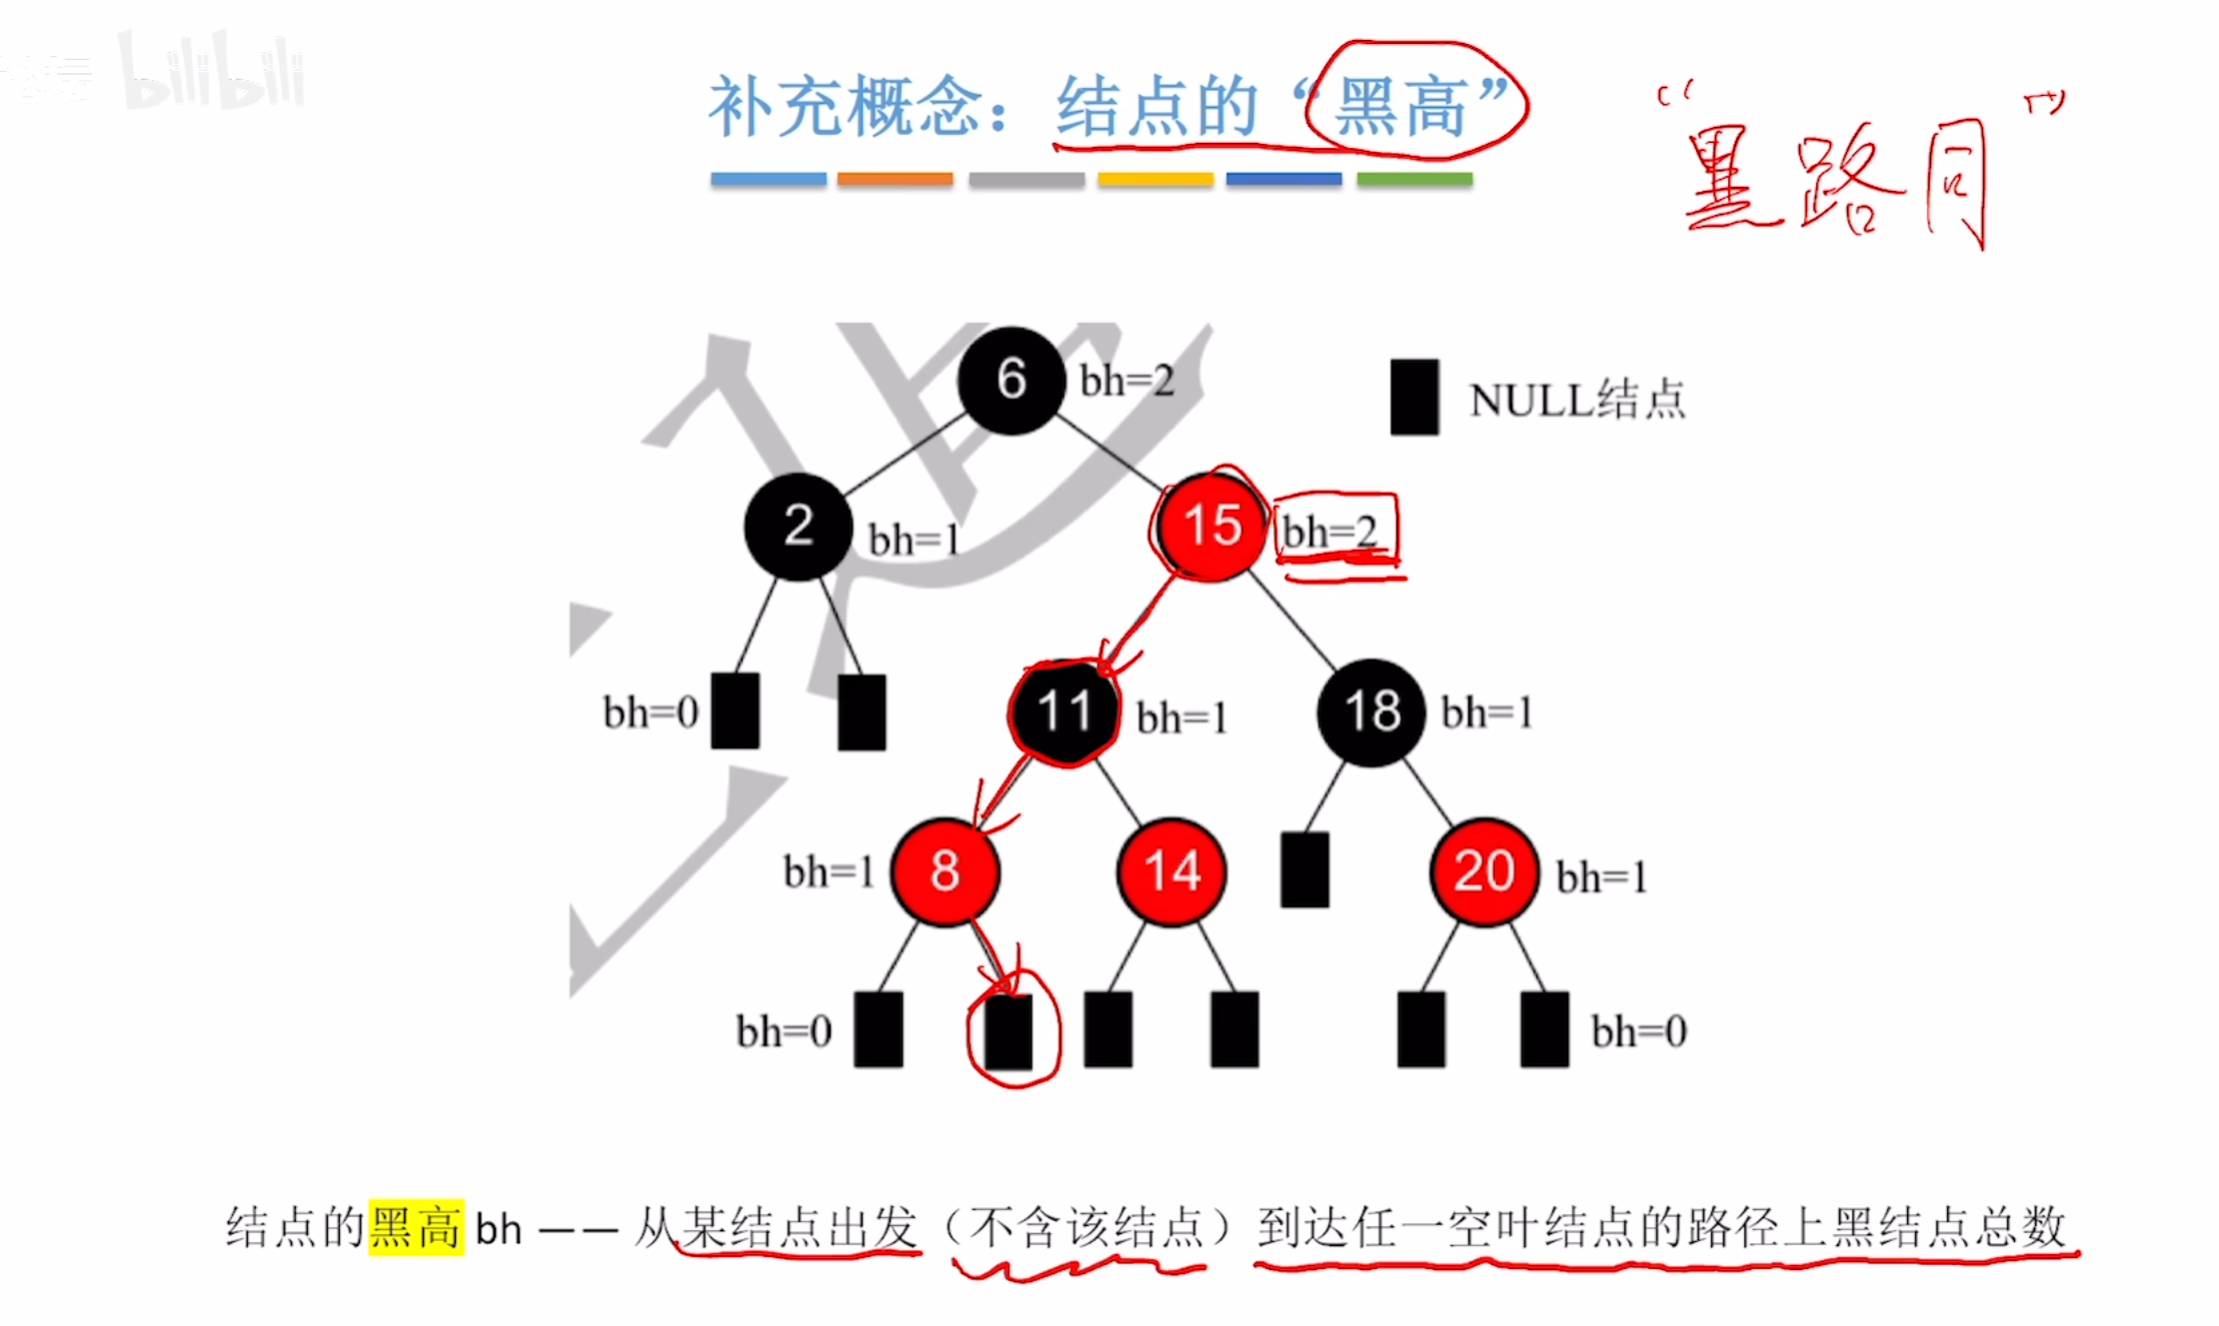 bilibili
补充概念：结点的“黑高”
“黑路同”
6 bh=2
NULL结点
2 bh=1
15 bh=2
bh=0
11 bh=1
18 bh=1
bh=1 8
14
20 bh=1
bh=0
bh=0
结点的黑高 bh —— 从某结点出发（不含该结点）到达任一空叶结点的路径上黑结点总数